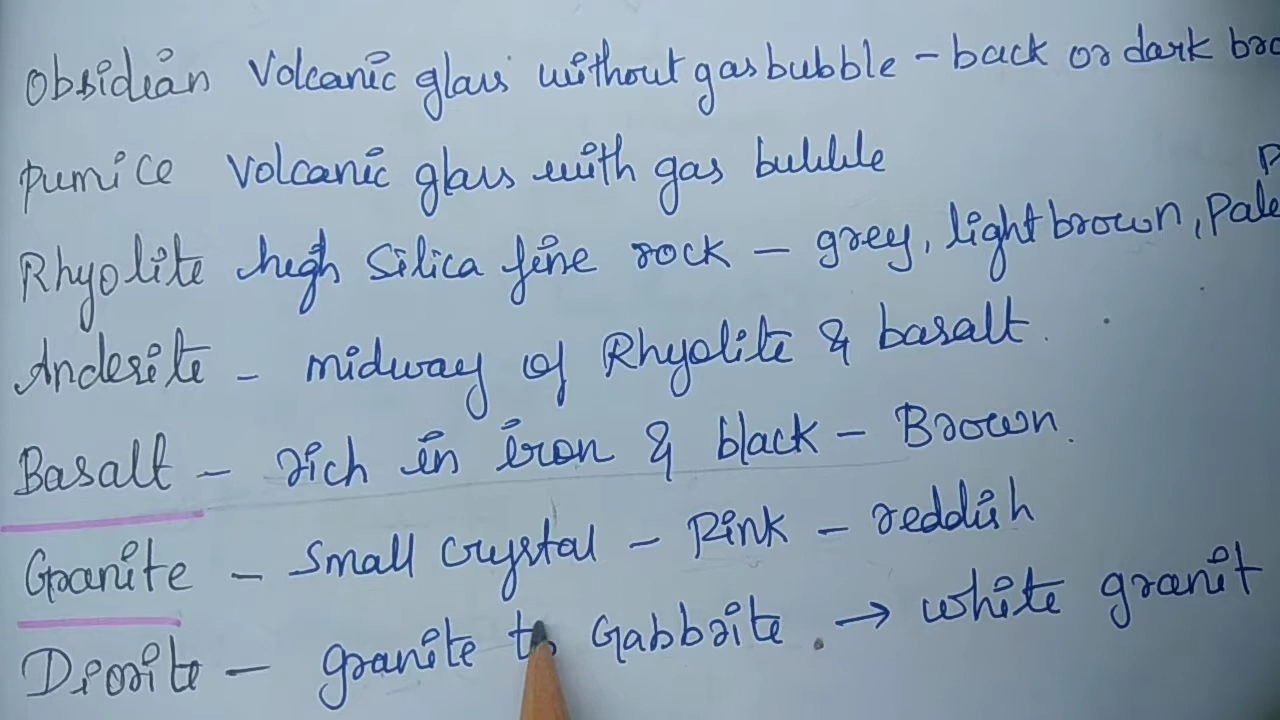 Obsidian Volcanic glass without gas bubble - back or dark bro
pumice Volcanic glass with gas bubble
P
Rhyolite high Silica fine rock - grey, light brown, Pale
Andesite - midway of Rhyolite & basalt.
Basalt - rich in iron & black - Brown.
Granite - Small crystal - Pink - reddish
Diorite - granite to Gabbrite. → white granit